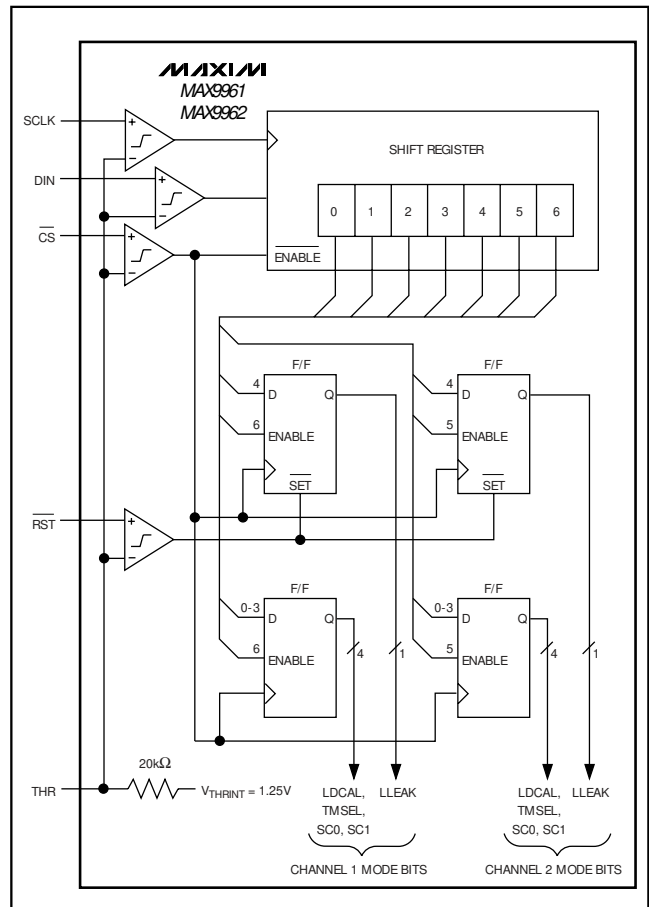 MAXIM
MAX9961
MAX9962
SCLK
DIN
CS
RST
THR
SHIFT REGISTER
0 1 2 3 4 5 6
ENABLE
F/F
4
D Q
6
ENABLE
SET
F/F
4
D Q
5
ENABLE
SET
F/F
0-3
D Q
6
ENABLE
4
1
F/F
0-3
D Q
5
ENABLE
4
1
20kΩ
VTHRINT = 1.25V
LDCAL,
TMSEL,
SC0, SC1
LLEAK
CHANNEL 1 MODE BITS
LDCAL,
TMSEL,
SC0, SC1
LLEAK
CHANNEL 2 MODE BITS